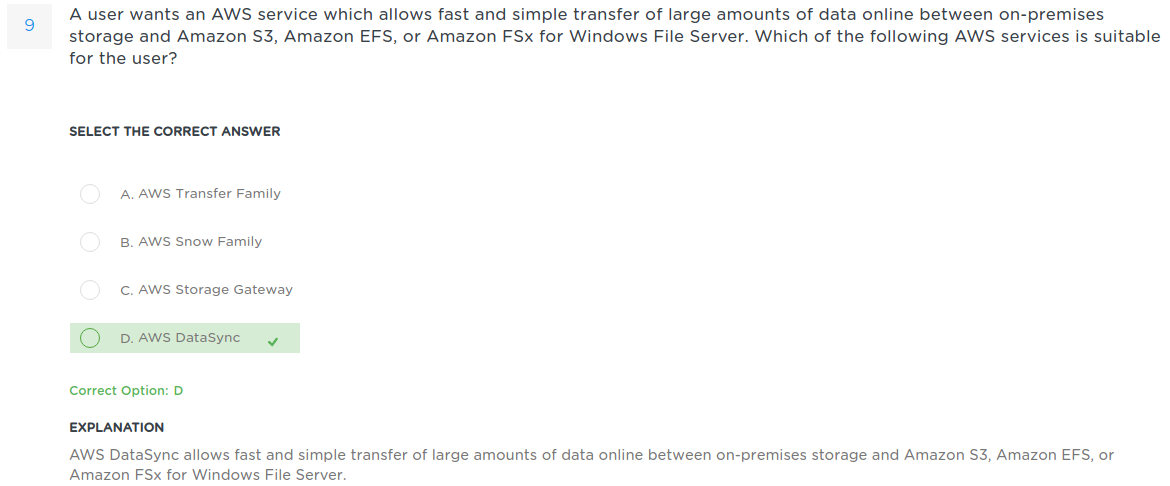 9
A user wants an AWS service which allows fast and simple transfer of large amounts of data online between on-premises
storage and Amazon S3, Amazon EFS, or Amazon FSx for Windows File Server. Which of the following AWS services is suitable
for the user?
SELECT THE CORRECT ANSWER
A. AWS Transfer Family
B. AWS Snow Family
C. AWS Storage Gateway
D. AWS DataSync
Correct Option: D
EXPLANATION
AWS DataSync allows fast and simple transfer of large amounts of data online between on-premises storage and Amazon S3, Amazon EFS, or
Amazon FSx for Windows File Server.